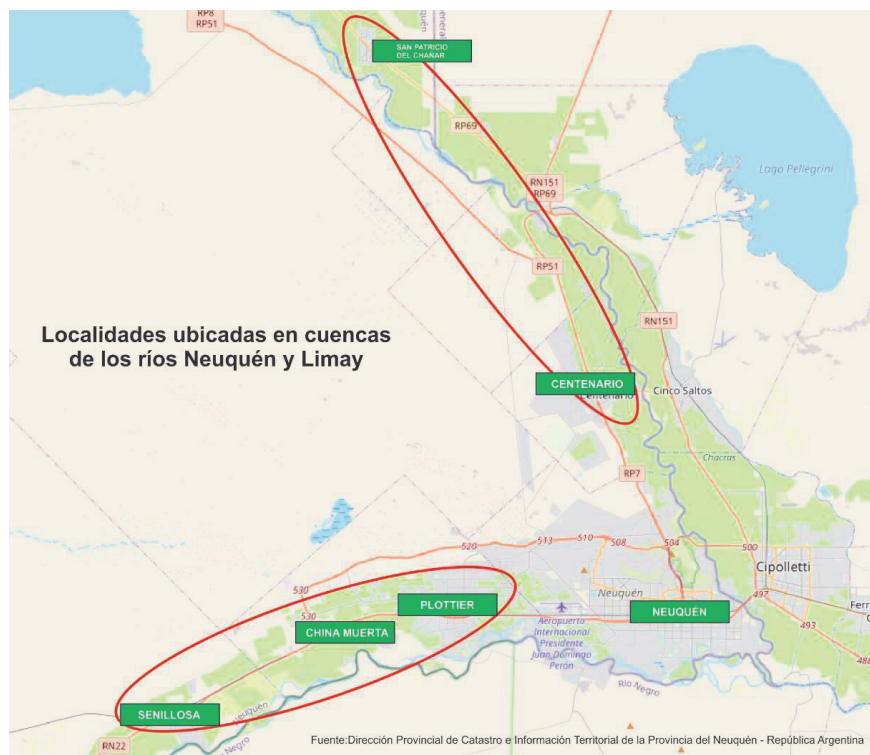 RP8
RP51
Neuquén
General
SAN PATRICIO
DEL CHAÑAR
RP69
Lago Pellegrini
RN151
RP69
RP51
RN151
Localidades ubicadas en cuencas
de los ríos Neuquén y Limay
CENTENARIO
Centenario
Cinco Saltos
Chacras
RP7
520
513
510
508
504
500
Cipolletti
530
530
Neuquén
497
PLOTTIER
NEUQUÉN
CHINA MUERTA
Aeropuerto
Internacional
Presidente
Juan Domingo
Perón
493
488
Río Negro
SENILLOSA
Neuquén
RN22
Fuente:Dirección Provincial de Catastro e Información Territorial de la Provincia del Neuquén - República Argentina